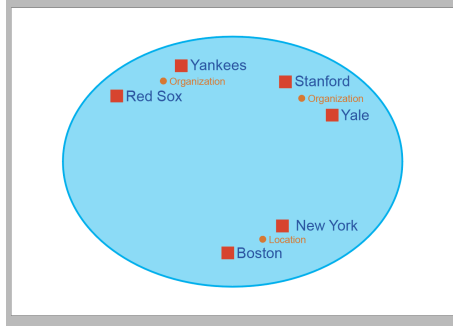 Yankees
Organization
Red Sox
Stanford
Organization
Yale
New York
Location
Boston